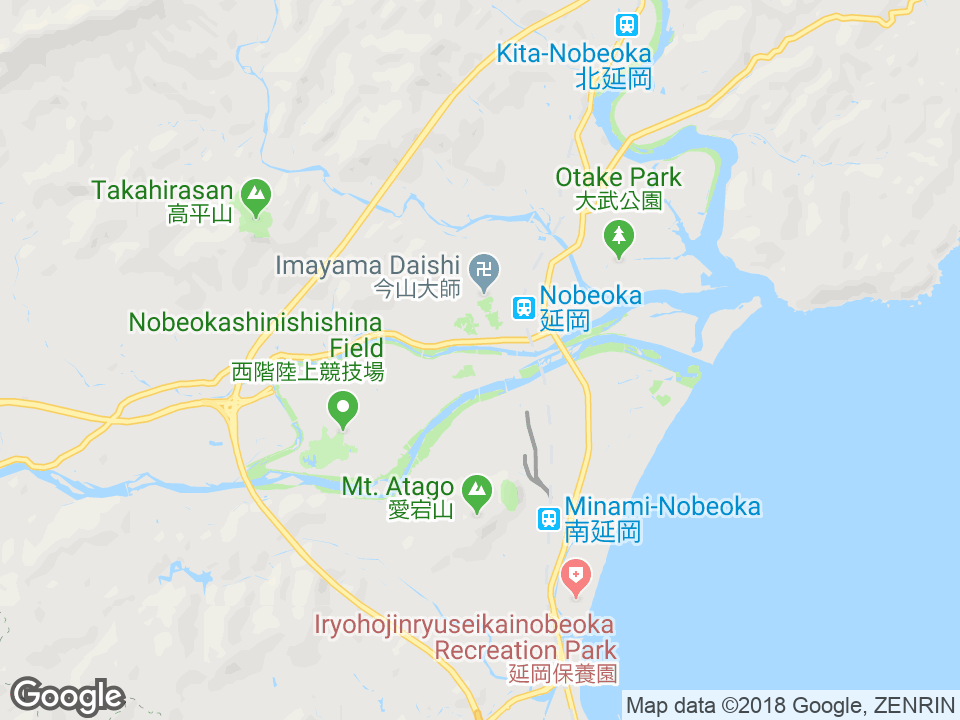 Kita-Nobeoka
北延岡
Otake Park
大武公園
Takahirasan
高平山
Imayama Daishi
今山大師
Nobeoka
延岡
Nobeokashinishishina
Field
西階陸上競技場
Mt. Atago
愛宕山
Minami-Nobeoka
南延岡
Iryohojinryuseikainobeoka
Recreation Park
延岡保養園
Google
Map data ©2018 Google, ZENRIN